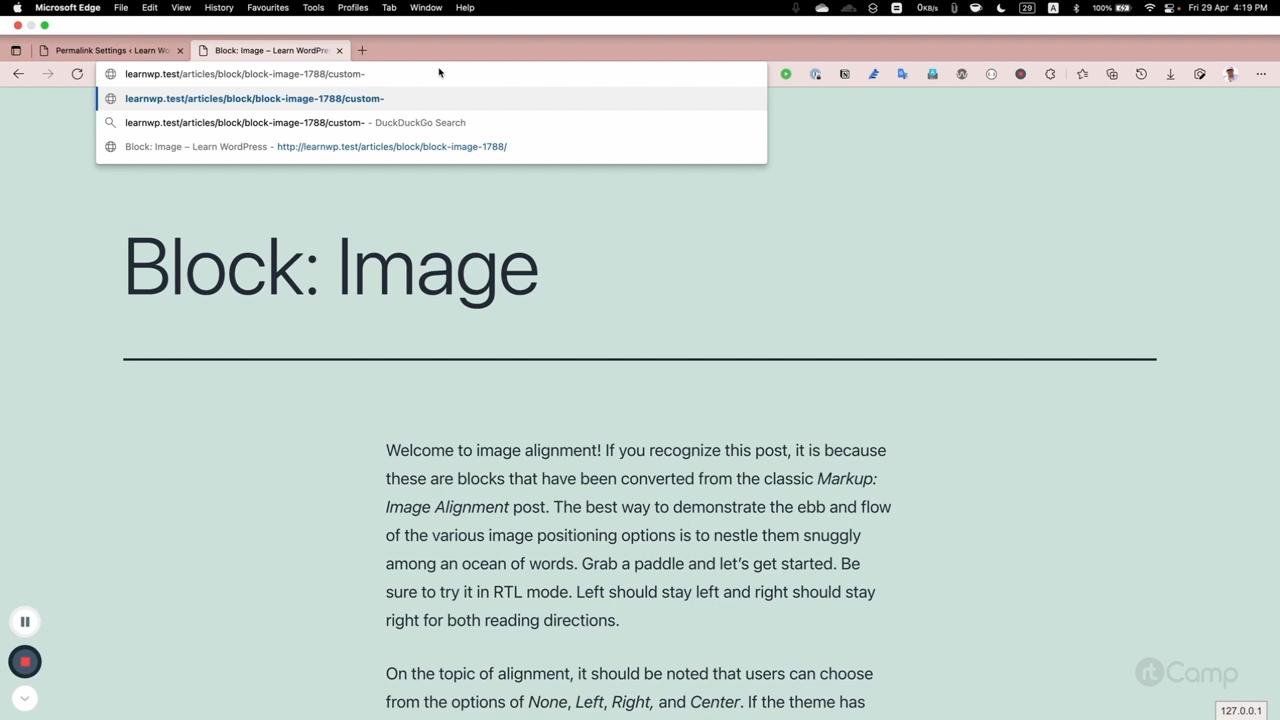 Microsoft Edge File Edit View History Favourites Tools Profiles Tab Window Help 0KB/s 29 A 100% Fri 29 Apr 4:19 PM
Permalink Settings ‹ Learn Wo Block: Image – Learn WordPre
learnwp.test/articles/block/block-image-1788/custom-
learnwp.test/articles/block/block-image-1788/custom-
learnwp.test/articles/block/block-image-1788/custom- - DuckDuckGo Search
Block: Image – Learn WordPress - http://learnwp.test/articles/block/block-image-1788/
Block: Image
Welcome to image alignment! If you recognize this post, it is because
these are blocks that have been converted from the classic Markup:
Image Alignment post. The best way to demonstrate the ebb and flow
of the various image positioning options is to nestle them snuggly
among an ocean of words. Grab a paddle and let’s get started. Be
sure to try it in RTL mode. Left should stay left and right should stay
right for both reading directions.
On the topic of alignment, it should be noted that users can choose
from the options of None, Left, Right, and Center. If the theme has
rtCamp
127.0.0.1